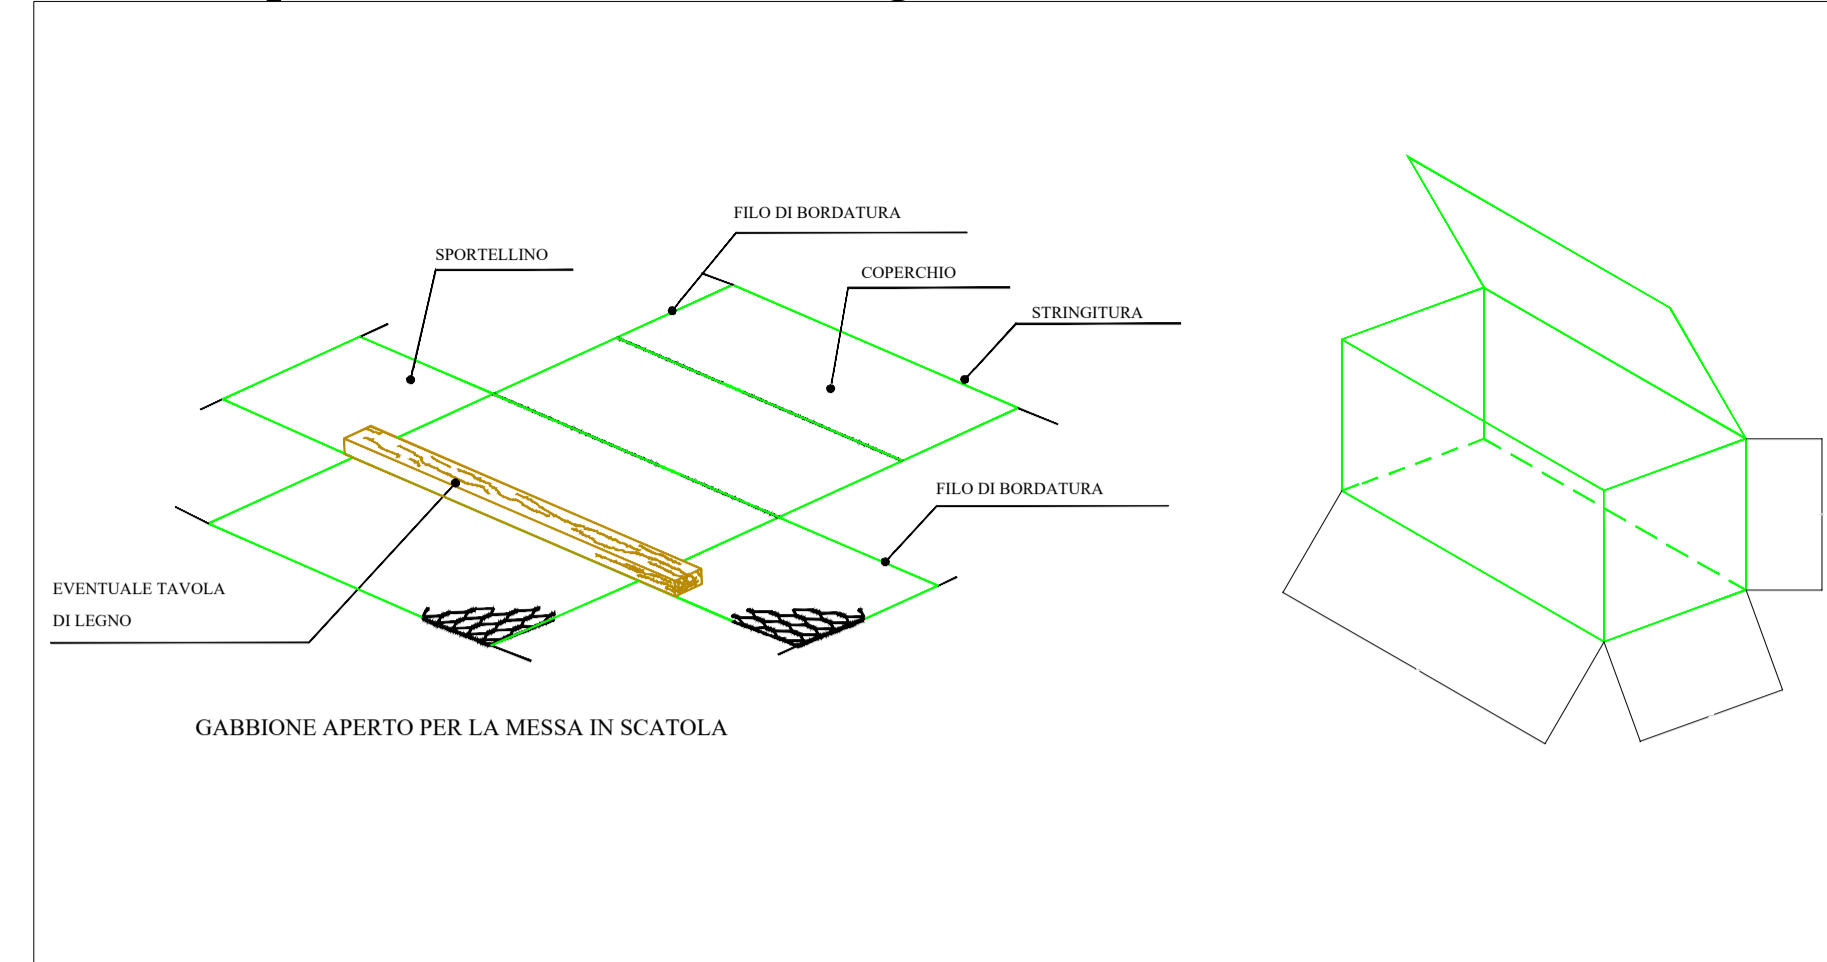 FILO DI BORDATURA
SPORTELLINO
COPERCHIO
STRINGITURA
FILO DI BORDATURA
EVENTUALE TAVOLA
DI LEGNO
GABBIONE APERTO PER LA MESSA IN SCATOLA